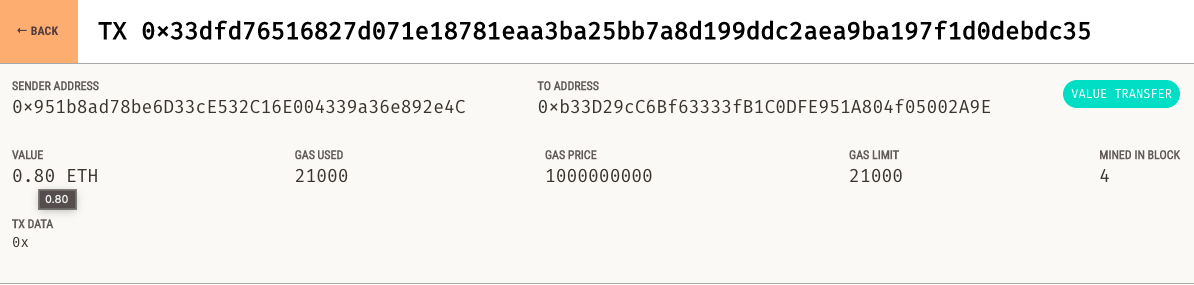 ← BACK
TX 0×33dfd76516827d071e18781eaa3ba25bb7a8d199ddc2aea9ba197f1d0debdc35
SENDER ADDRESS
0×951b8ad78be6D33cE532C16E004339a36e892e4C
TO ADDRESS
0×b33D29cC6Bf63333fB1C0DFE951A804f05002A9E
VALUE TRANSFER
VALUE
0.80 ETH
GAS USED
21000
GAS PRICE
1000000000
GAS LIMIT
21000
MINED IN BLOCK
4
0.80
TX DATA
0x